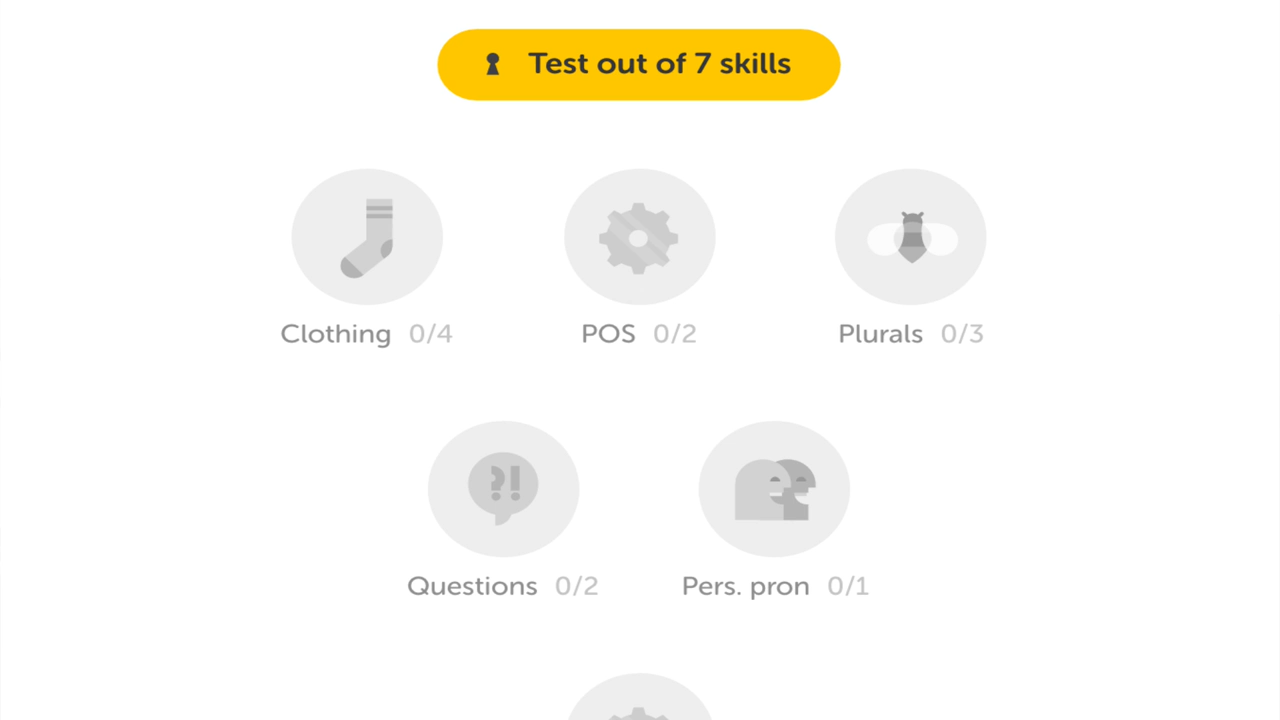 Test out of 7 skills
Clothing 0/4
POS 0/2
Plurals 0/3
?!
Questions 0/2
Pers. pron 0/1